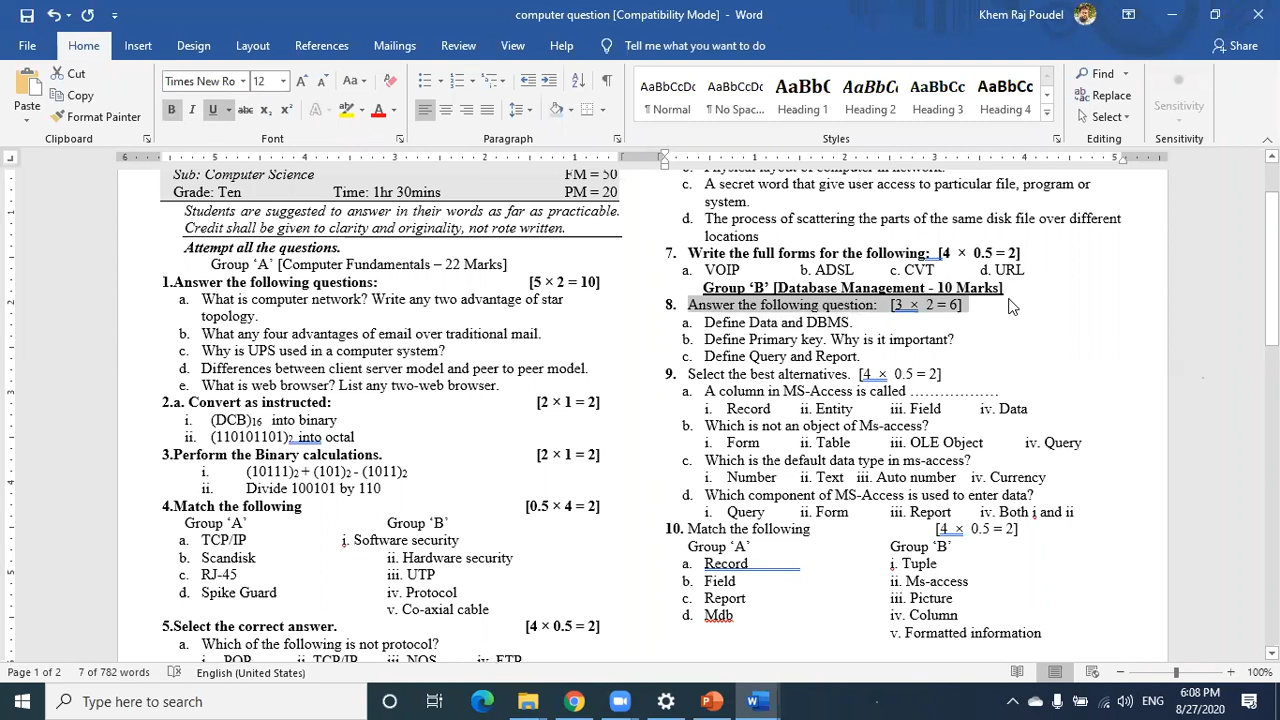 computer question [Compatibility Mode] - Word
Khem Raj Poudel
File Home Insert Design Layout References Mailings Review View Help Tell me what you want to do Share
Paste
Cut
Copy
Format Painter
Clipboard
Times New Ro 12
Font
Paragraph
AaBbCcDc AaBbCcDc AaBb( AaBbCc AaBbCc AaBbCc
¶ Normal ¶ No Spac... Heading 1 Heading 2 Heading 3 Heading 4
Styles
Find
Replace
Select
Editing
Sensitivity
Sensitivity
Sub: Computer Science FM = 50
Grade: Ten Time: 1hr 30mins PM = 20
Students are suggested to answer in their words as far as practicable.
Credit shall be given to clarity and originality, not rote written.
Attempt all the questions.
Group ‘A’ [Computer Fundamentals – 22 Marks]
1.Answer the following questions: [5 × 2 = 10]
a. What is computer network? Write any two advantage of star
topology.
b. What any four advantages of email over traditional mail.
c. Why is UPS used in a computer system?
d. Differences between client server model and peer to peer model.
e. What is web browser? List any two-web browser.
2.a. Convert as instructed: [2 × 1 = 2]
i. (DCB)16 into binary
ii. (110101101)2 into octal
3.Perform the Binary calculations. [2 × 1 = 2]
i. (10111)2 + (101)2 - (1011)2
ii. Divide 100101 by 110
4.Match the following [0.5 × 4 = 2]
Group ‘A’ Group ‘B’
a. TCP/IP i. Software security
b. Scandisk ii. Hardware security
c. RJ-45 iii. UTP
d. Spike Guard iv. Protocol
v. Co-axial cable
5.Select the correct answer. [4 × 0.5 = 2]
a. Which of the following is not protocol?
i. POP ii. TCP/IP iii. NOS iv. FTP
b. Physical layout of computer in network.
c. A secret word that give user access to particular file, program or
system.
d. The process of scattering the parts of the same disk file over different
locations
7. Write the full forms for the following: [4 × 0.5 = 2]
a. VOIP b. ADSL c. CVT d. URL
Group ‘B’ [Database Management - 10 Marks]
8. Answer the following question: [3 × 2 = 6]
a. Define Data and DBMS.
b. Define Primary key. Why is it important?
c. Define Query and Report.
9. Select the best alternatives. [4 × 0.5 = 2]
a. A column in MS-Access is called ………………
i. Record ii. Entity iii. Field iv. Data
b. Which is not an object of Ms-access?
i. Form ii. Table iii. OLE Object iv. Query
c. Which is the default data type in ms-access?
i. Number ii. Text iii. Auto number iv. Currency
d. Which component of MS-Access is used to enter data?
i. Query ii. Form iii. Report iv. Both i and ii
10. Match the following [4 × 0.5 = 2]
Group ‘A’ Group ‘B’
a. Record i. Tuple
b. Field ii. Ms-access
c. Report iii. Picture
d. Mdb iv. Column
v. Formatted information
Page 1 of 2 7 of 782 words English (United States) 100%
Type here to search
ENG
6:08 PM
8/27/2020